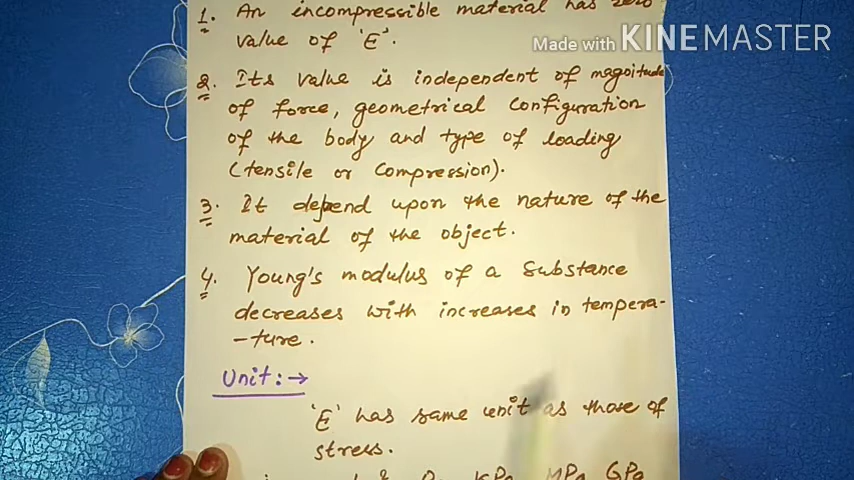 1. An incompressible material has zero
value of 'E'.
Made with KINEMASTER
2. Its value is independent of magnitude
of force, geometrical configuration
of the body and type of loading
(tensile or compression).
3. It depend upon the nature of the
material of the object.
4. Young's modulus of a substance
decreases with increases in tempera-
-ture.
Unit:→
'E' has same unit as those of
stress.
KPa, MPa, GPa